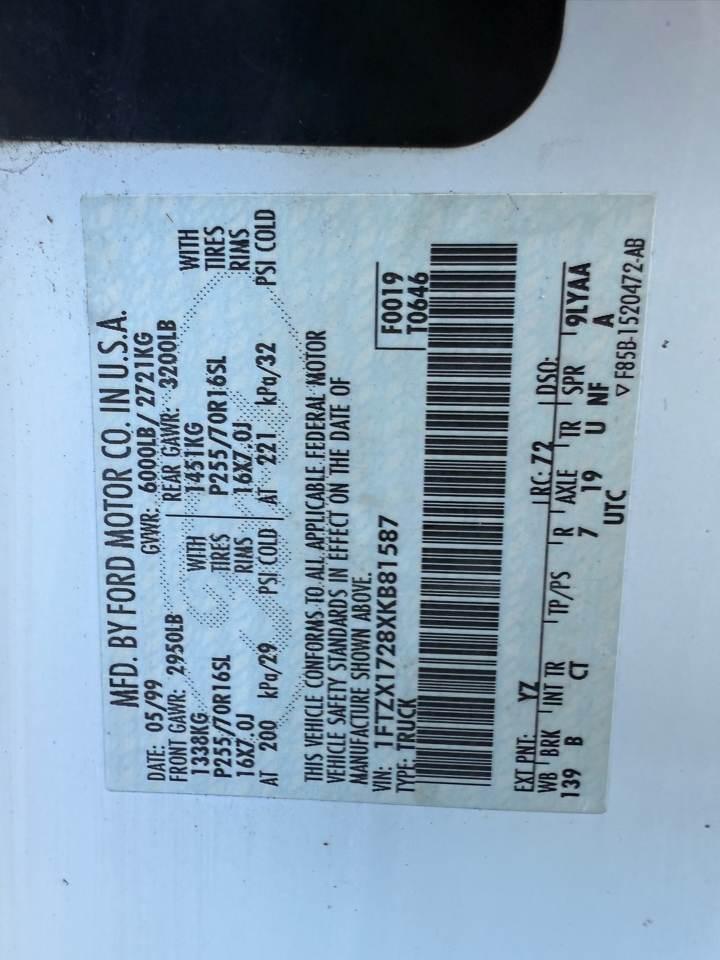 MFD. BY FORD MOTOR CO. IN U.S.A.
DATE: 05/99 GVWR: 6000LB/ 2721KG
FRONT GAWR: 2950LB REAR GAWR: 3200LB
1338KG WITH 1451KG WITH
P255/70R16SL TIRES P255/70R16SL TIRES
16X7.0J RIMS 16X7.0J RIMS
AT 200 kPa/29 PSI COLD AT 221 kPa/32 PSI COLD
THIS VEHICLE CONFORMS TO ALL APPLICABLE FEDERAL MOTOR
VEHICLE SAFETY STANDARDS IN EFFECT ON THE DATE OF
MANUFACTURE SHOWN ABOVE.
VIN: 1FTZX1728XKB81587 F0019
TYPE: TRUCK T0646
EXT PNT: YZ RC: 72 DSO:
WB BRK INT TR TP/PS R AXLE TR SPR 9LYAA
139 B CT 7 19 U NF A
UTC ▽ F85B-1520472-AB